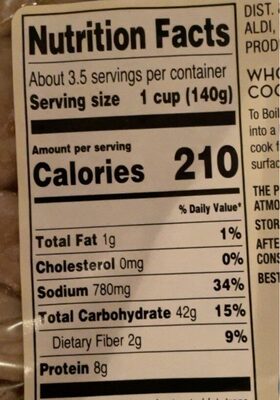 Nutrition Facts
About 3.5 servings per container
Serving size 1 cup (140g)
Amount per serving
Calories 210
% Daily Value*
Total Fat 1g 1%
Cholesterol 0mg 0%
Sodium 780mg 34%
Total Carbohydrate 42g 15%
Dietary Fiber 2g 9%
Protein 8g
DIST.
ALDI,
PROD
WHO
COO
To Boil
into a
cook f
surfac
THE P
ATMO
STOR
AFTE
CONS
BEST